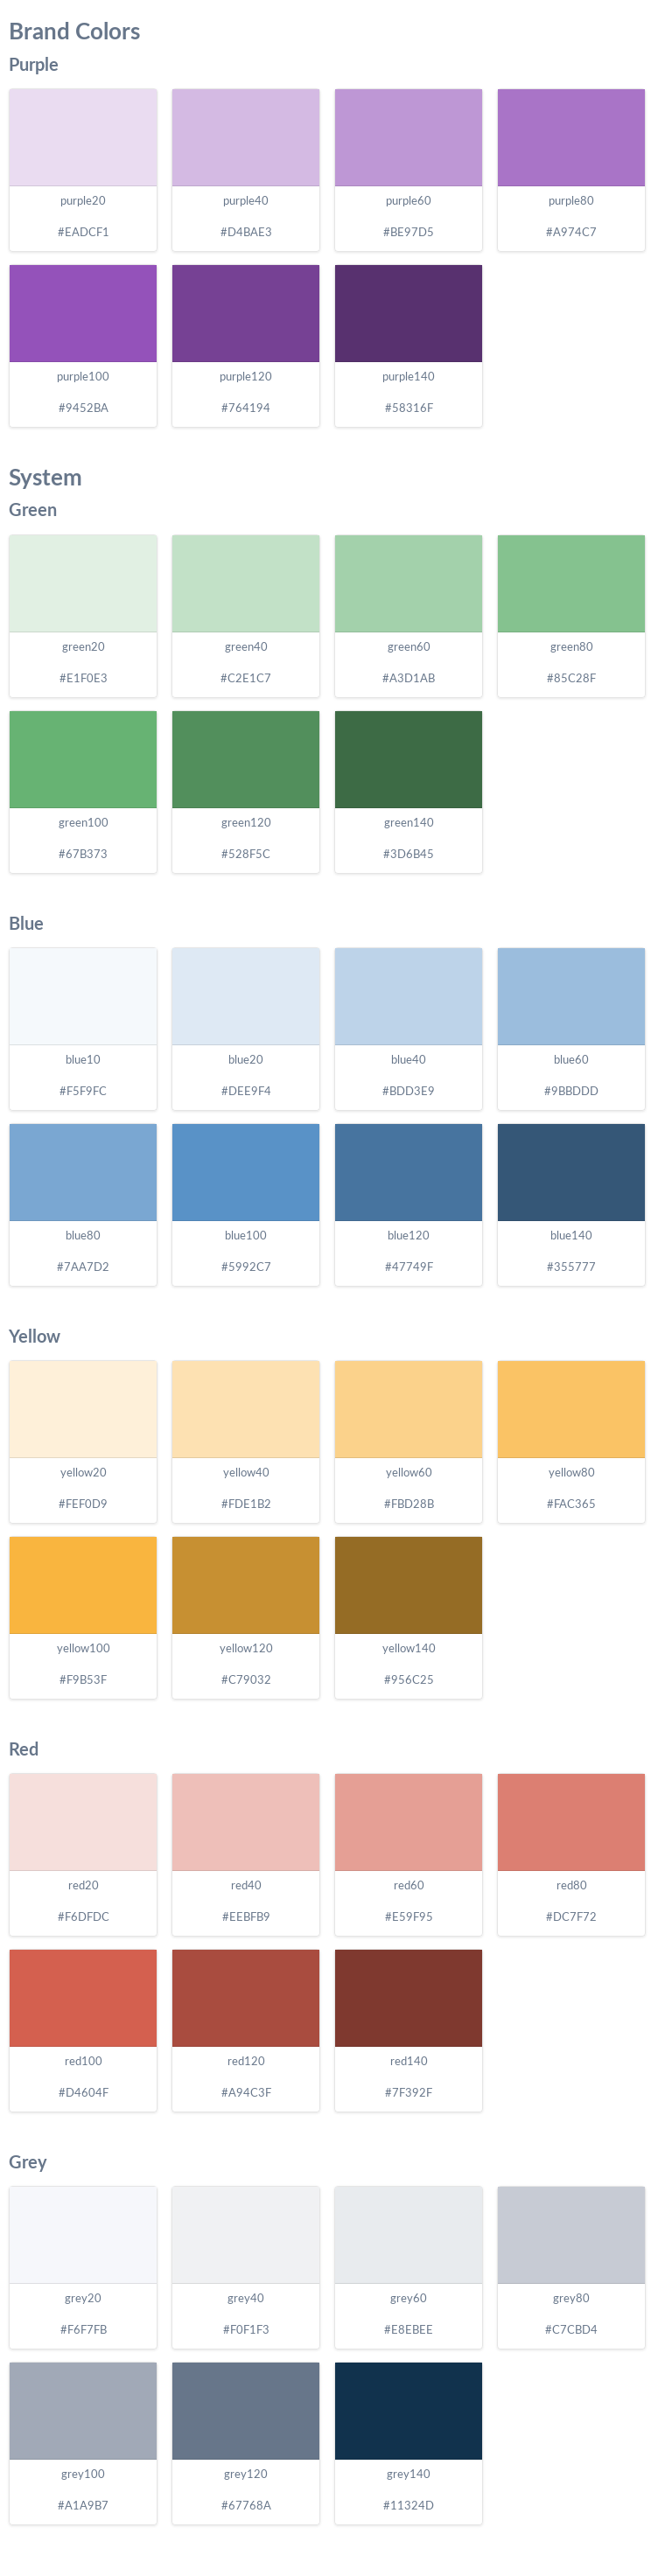 Brand Colors
Purple
purple20 purple40 purple60 purple80
#EADCF1 #D4BAE3 #BE97D5 #A974C7
purple100 purple120 purple140
#9452BA #764194 #58316F
System
Green
green20 green40 green60 green80
#E1F0E3 #C2E1C7 #A3D1AB #85C28F
green100 green120 green140
#67B373 #528F5C #3D6B45
Blue
blue10 blue20 blue40 blue60
#F5F9FC #DEE9F4 #BDD3E9 #9BBDDD
blue80 blue100 blue120 blue140
#7AA7D2 #5992C7 #47749F #355777
Yellow
yellow20 yellow40 yellow60 yellow80
#FEF0D9 #FDE1B2 #FBD28B #FAC365
yellow100 yellow120 yellow140
#F9B53F #C79032 #956C25
Red
red20 red40 red60 red80
#F6DFDC #EEBFB9 #E59F95 #DC7F72
red100 red120 red140
#D4604F #A94C3F #7F392F
Grey
grey20 grey40 grey60 grey80
#F6F7FB #F0F1F3 #E8EBEE #C7CBD4
grey100 grey120 grey140
#A1A9B7 #67768A #11324D